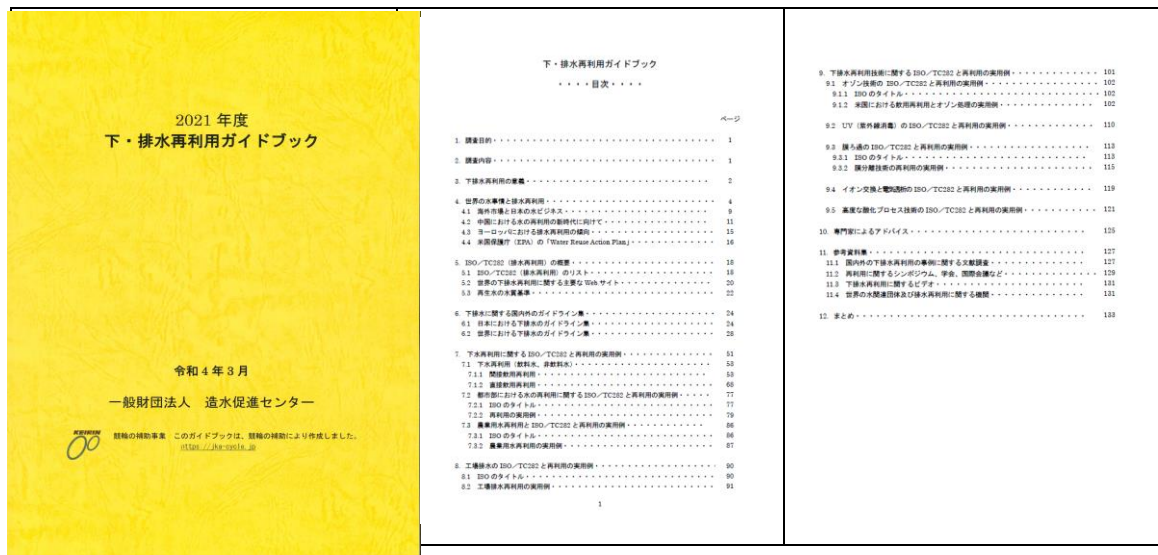 2021 年度
下・排水再利用ガイドブック
令和 4 年 3 月
一般財団法人　造水促進センター
KEIRIN
競輪の補助事業　このガイドブックは、競輪の補助により作成しました。
https://jka-cycle.jp
下・排水再利用ガイドブック
・・・・目次・・・・
ページ
1. 調査目的・・・ 1
2. 調査内容・・・ 1
3. 下排水再利用の意義・・・ 2
4. 世界の水事情と排水再利用・・・ 4
4.1 海外市場と日本の水ビジネス・・・ 9
4.2 中国における水の再利用の新時代に向けて・・・ 11
4.3 ヨーロッパにおける排水再利用の傾向・・・ 15
4.4 米国保護庁（EPA）の「Water Reuse Action Plan」・・・ 16
5. ISO／TC282（排水再利用）の概要・・・ 18
5.1 ISO／TC282（排水再利用）のリスト・・・ 18
5.2 世界の下排水再利用に関する主要な Web サイト・・・ 20
5.3 再生水の水質基準・・・ 22
6. 下排水に関する国内外のガイドライン集・・・ 24
6.1 日本における下排水のガイドライン集・・・ 24
6.2 世界における下排水のガイドライン集・・・ 28
7. 下水再利用に関する ISO／TC282 と再利用の実用例・・・ 51
7.1 下水再利用（飲料水、非飲料水）・・・ 53
7.1.1 間接飲用再利用・・・ 53
7.1.2 直接飲用再利用・・・ 68
7.2 都市部における水の再利用に関する ISO／TC282 と再利用の実用例・・・ 77
7.2.1 ISO のタイトル・・・ 77
7.2.2 再利用の実用例・・・ 79
7.3 農業用水再利用と ISO／TC282 と再利用の実用例・・・ 86
7.3.1 ISO のタイトル・・・ 86
7.3.2 農業用水再利用の実用例・・・ 87
8. 工場排水の ISO／TC282 と再利用の実用例・・・ 90
8.1 ISO のタイトル・・・ 90
8.2 工場排水再利用の実用例・・・ 91
1
9. 下排水再利用技術に関する ISO／TC282 と再利用の実用例・・・ 101
9.1 オゾン技術の ISO／TC282 と再利用の実用例・・・ 102
9.1.1 ISO のタイトル・・・ 102
9.1.2 米国における飲用再利用とオゾン処理の実用例・・・ 102
9.2 UV（紫外線消毒）の ISO／TC282 と再利用の実用例・・・ 110
9.3 膜ろ過の ISO／TC282 と再利用の実用例・・・ 113
9.3.1 ISO のタイトル・・・ 113
9.3.2 膜分離技術の再利用の実用例・・・ 115
9.4 イオン交換と電気透析の ISO／TC282 と再利用の実用例・・・ 119
9.5 高度な酸化プロセス技術の ISO／TC282 と再利用の実用例・・・ 121
10. 専門家によるアドバイス・・・ 125
11. 参考資料集・・・ 127
11.1 国内外の下排水再利用の事例に関する文献調査・・・ 127
11.2 再利用に関するシンポジウム、学会、国際会議など・・・ 129
11.3 下排水再利用に関するビデオ・・・ 131
11.4 世界の水関連団体及び排水再利用に関する機関・・・ 131
12. まとめ・・・ 133